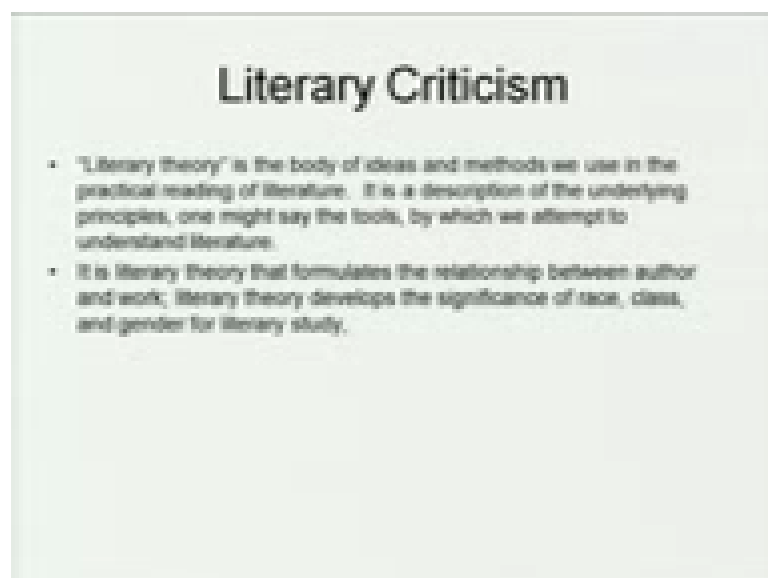 Literary Criticism
• "Literary theory" is the body of ideas and methods we use in the
practical reading of literature. It is a description of the underlying
principles, one might say the tools, by which we attempt to
understand literature.
• It is literary theory that formulates the relationship between author
and work; literary theory develops the significance of race, class,
and gender for literary study,